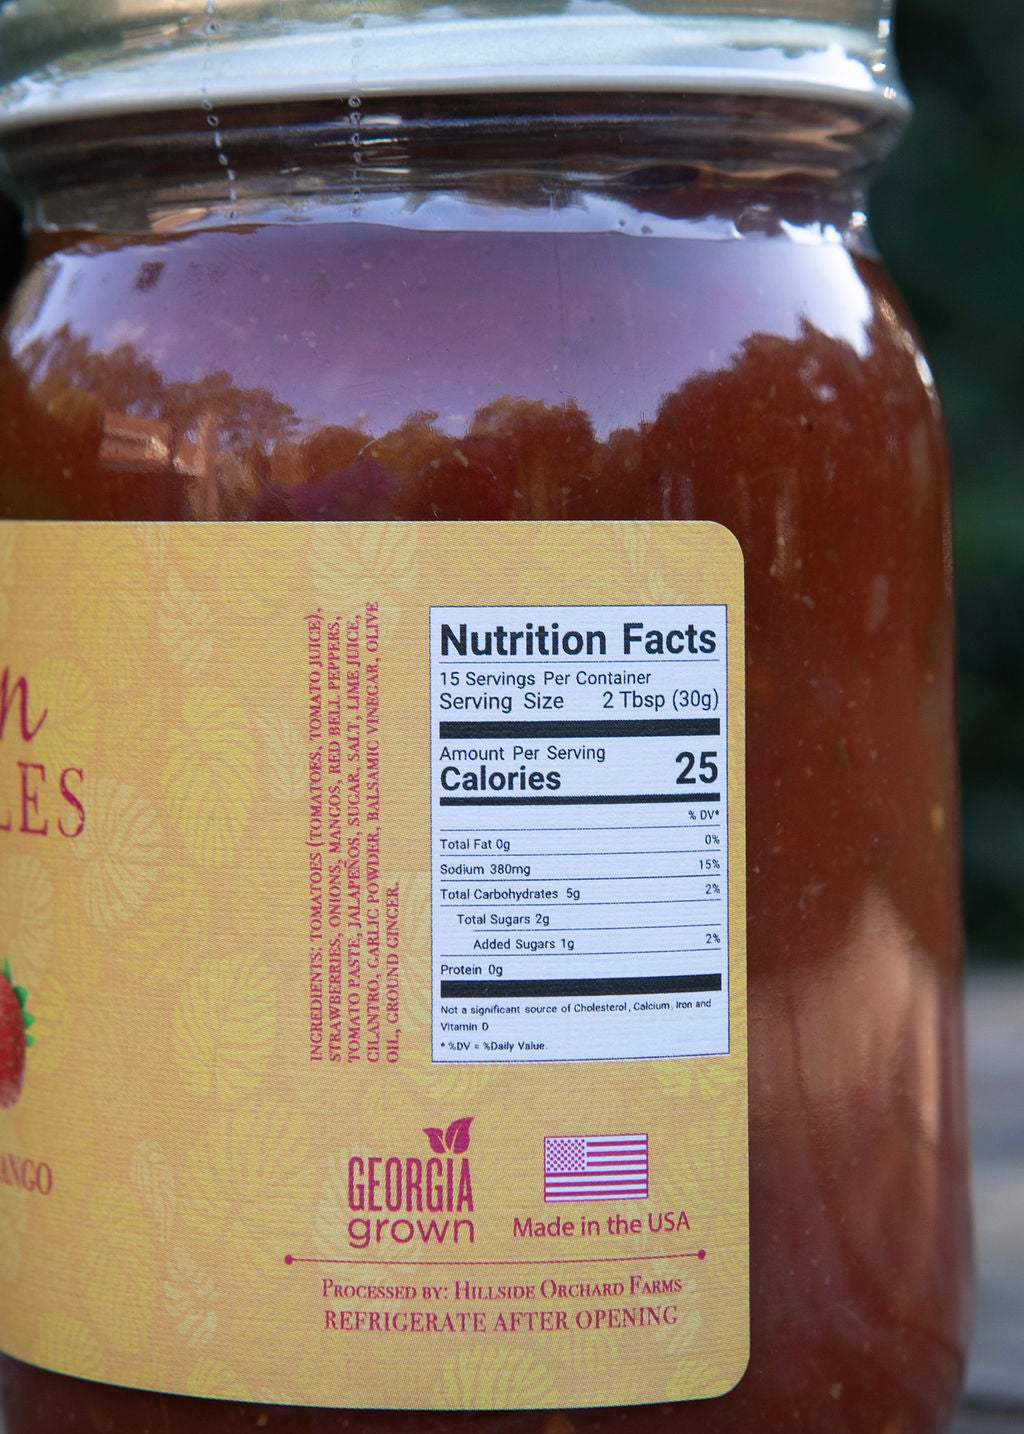 n
LES
ANGO
INGREDIENTS: TOMATOES (TOMATOES, TOMATO JUICE),
STRAWBERRIES, ONIONS, MANGOS, RED BELL PEPPERS,
TOMATO PASTE, JALAPEÑOS, SUGAR, SALT, LIME JUICE,
CILANTRO, GARLIC POWDER, BALSAMIC VINEGAR, OLIVE
OIL, GROUND GINGER.
Nutrition Facts
15 Servings Per Container
Serving Size 2 Tbsp (30g)
Amount Per Serving
Calories 25
% DV*
Total Fat 0g 0%
Sodium 380mg 15%
Total Carbohydrates 5g 2%
Total Sugars 2g
Added Sugars 1g 2%
Protein 0g
Not a significant source of Cholesterol, Calcium, Iron and
Vitamin D
* %DV = %Daily Value.
GEORGIA
grown
Made in the USA
PROCESSED BY: HILLSIDE ORCHARD FARMS
REFRIGERATE AFTER OPENING